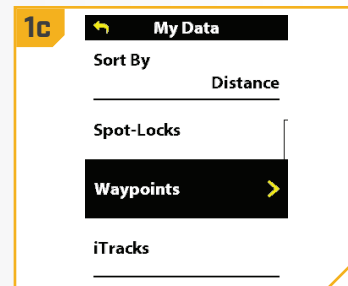 1c
My Data
Sort By
Distance
Spot-Locks
Waypoints
iTracks